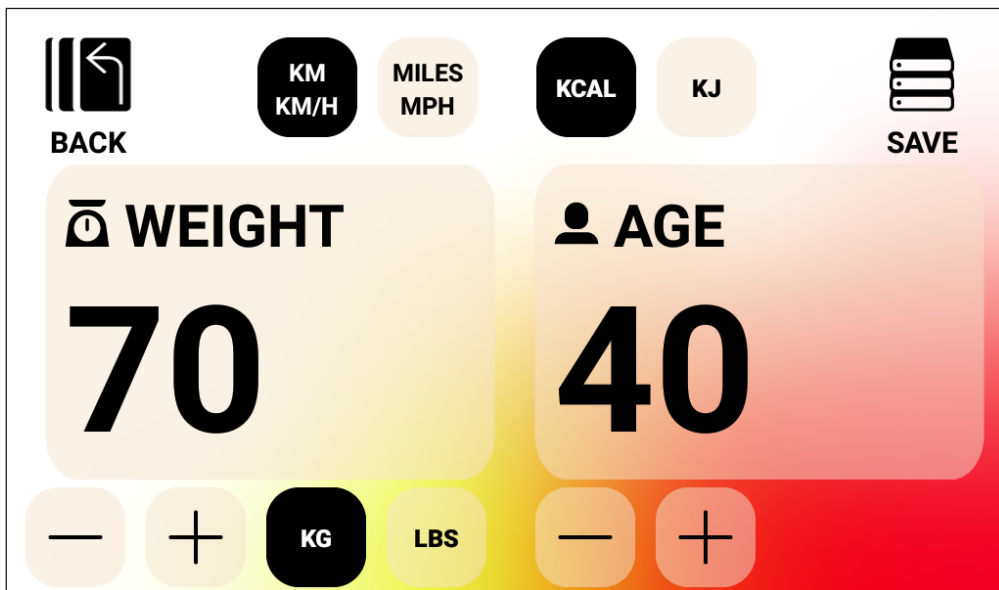 BACK
KM
KM/H
MILES
MPH
KCAL
KJ
SAVE
WEIGHT
70
AGE
40
KG
LBS